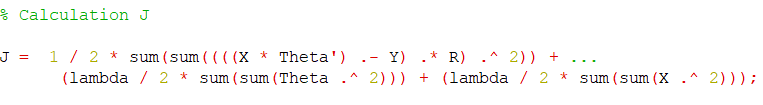 % Calculation J
J =  1 / 2 * sum(sum((((X * Theta') .- Y) .* R) .^ 2)) + ...
(lambda / 2 * sum(sum(Theta .^ 2))) + (lambda / 2 * sum(sum(X .^ 2)));